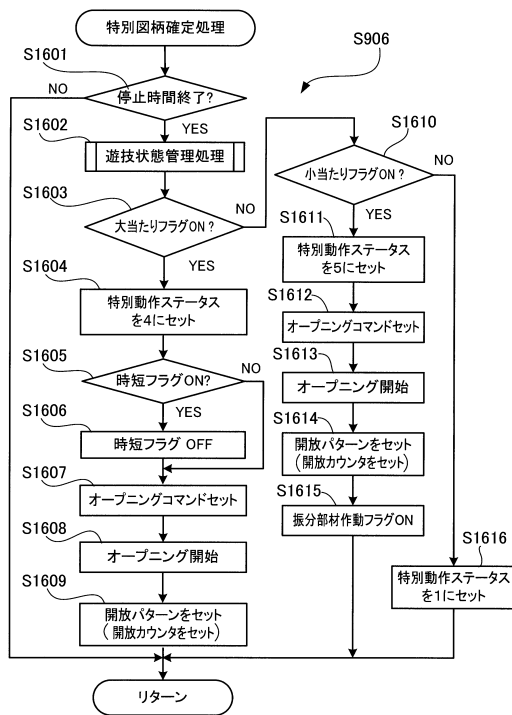 特別図柄確定処理
S906
S1601
停止時間終了?
NO
YES
S1602
遊技状態管理処理
S1603
大当たりフラグON?
NO
YES
S1604
特別動作ステータス
を4にセット
S1605
時短フラグON?
NO
YES
S1606
時短フラグ OFF
S1607
オープニングコマンドセット
S1608
オープニング開始
S1609
開放パターンをセット
(開放カウンタをセット)
S1610
小当たりフラグON?
NO
YES
S1611
特別動作ステータス
を5にセット
S1612
オープニングコマンドセット
S1613
オープニング開始
S1614
開放パターンをセット
(開放カウンタをセット)
S1615
振分部材作動フラグON
S1616
特別動作ステータス
を1にセット
リターン